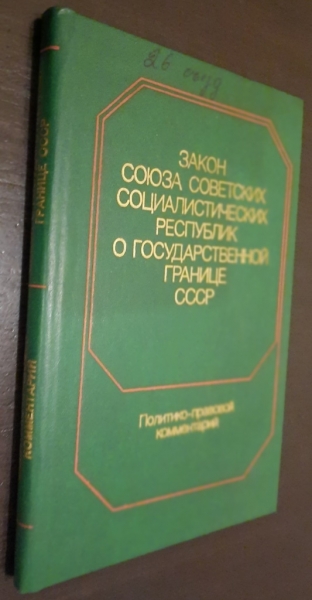 ЗАКОН
СОЮЗА СОВЕТСКИХ
СОЦИАЛИСТИЧЕСКИХ
РЕСПУБЛИК
О ГОСУДАРСТВЕННОЙ
ГРАНИЦЕ
СССР
Политико-правовой
комментарий
ГРАНИЦЕ СССР
КОММЕНТАРИЙ